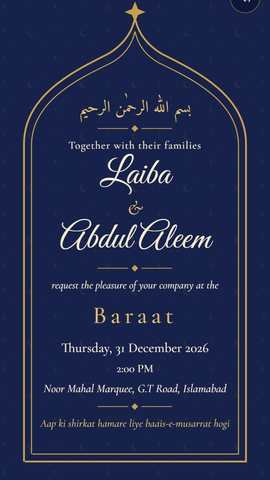 بسم الله الرحمٰن الرحيم
Together with their families
Laiba
&
Abdul Aleem
request the pleasure of your company at the
Baraat
Thursday, 31 December 2026
2:00 PM
Noor Mahal Marquee, G.T Road, Islamabad
Aap ki shirkat hamare liye baais-e-musarrat hogi